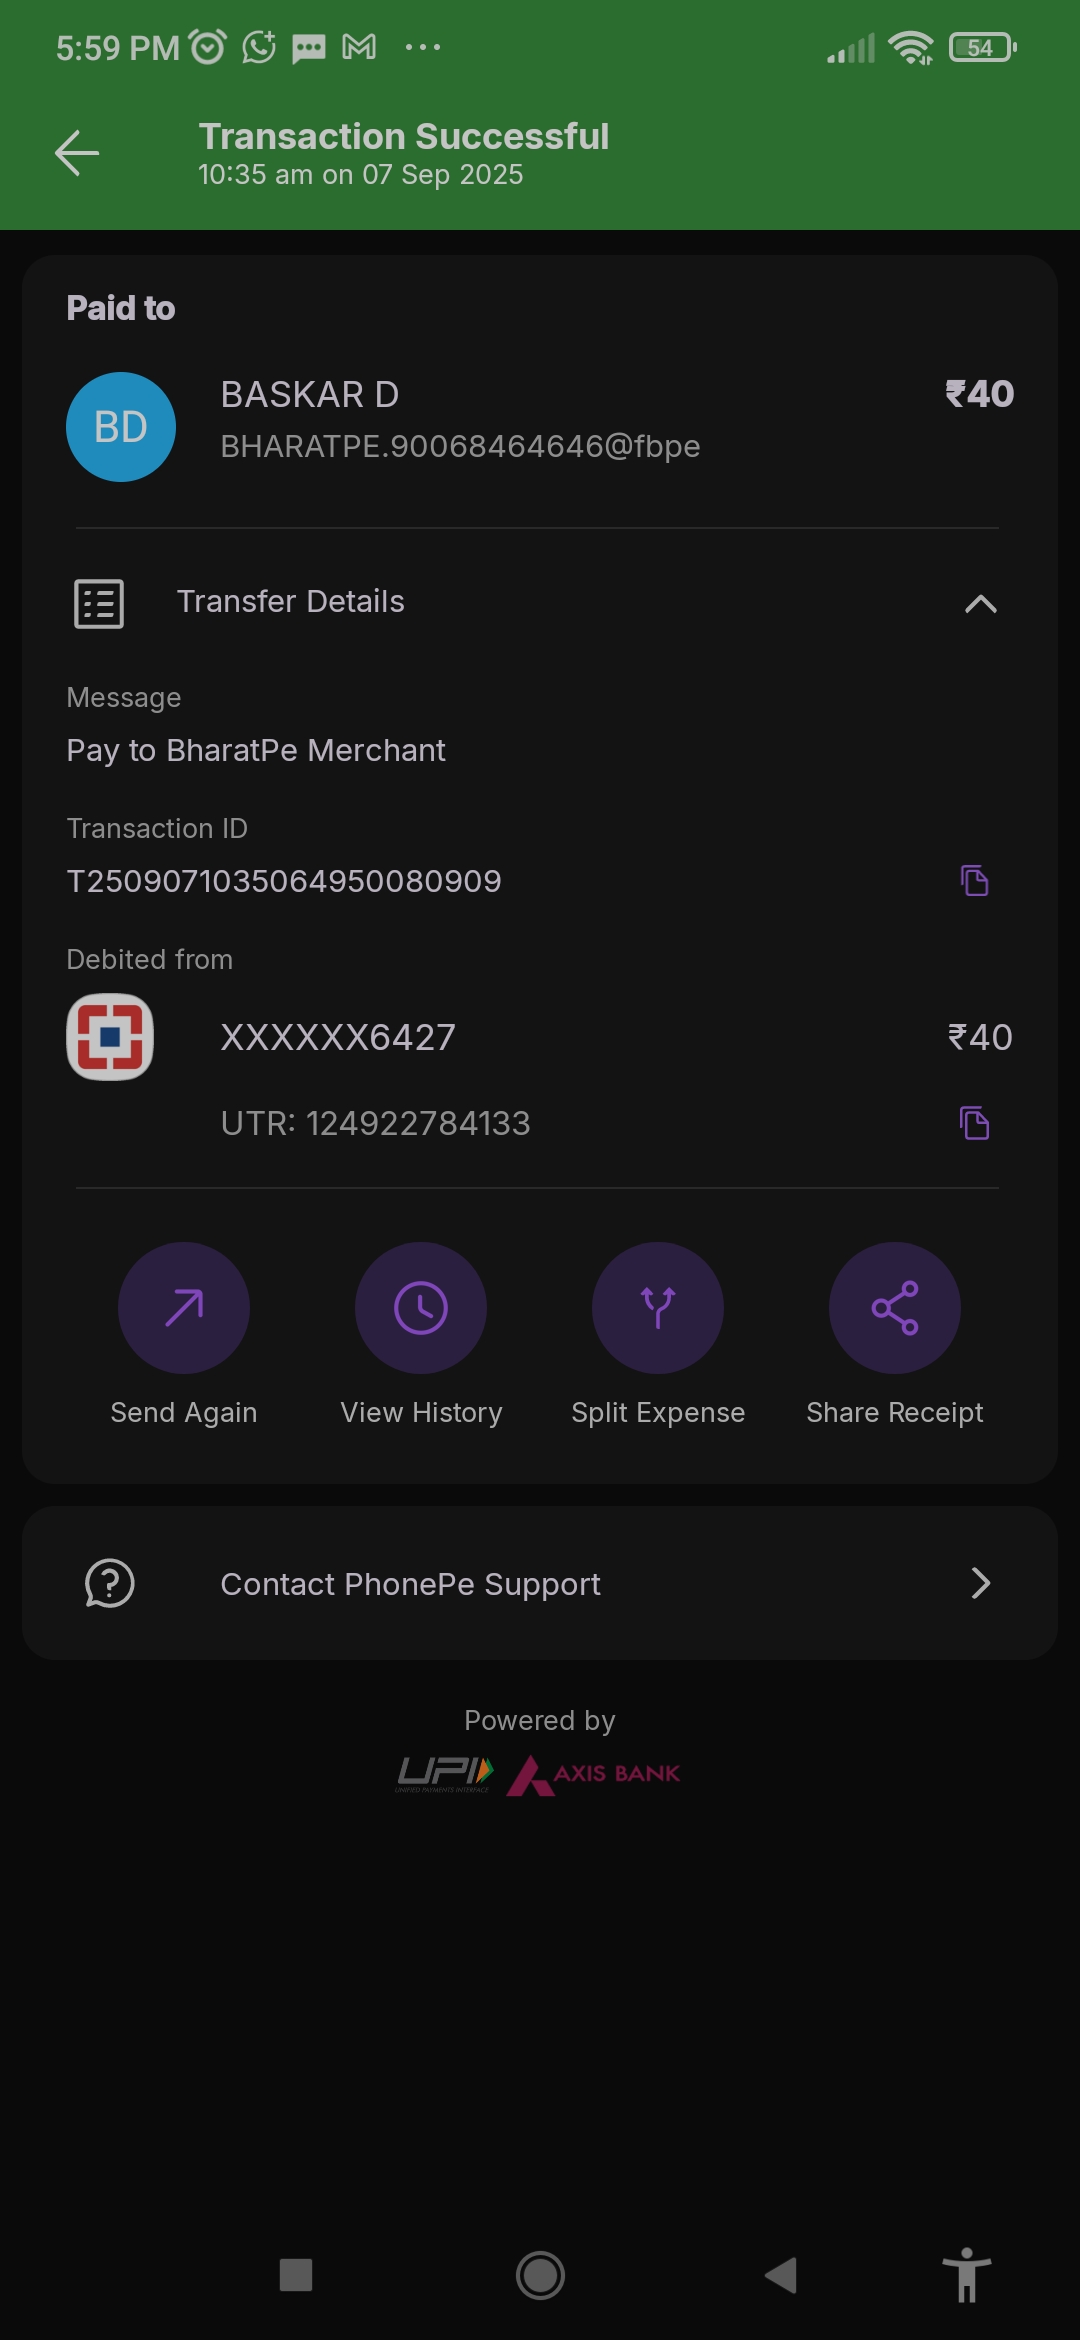 5:59 PM
54
Transaction Successful
10:35 am on 07 Sep 2025
Paid to
BD
BASKAR D
₹40
BHARATPE.90068464646@fbpe
Transfer Details
Message
Pay to BharatPe Merchant
Transaction ID
T2509071035064950080909
Debited from
XXXXXX6427
₹40
UTR: 124922784133
Send Again
View History
Split Expense
Share Receipt
Contact PhonePe Support
Powered by
UPI
UNIFIED PAYMENTS INTERFACE
AXIS BANK